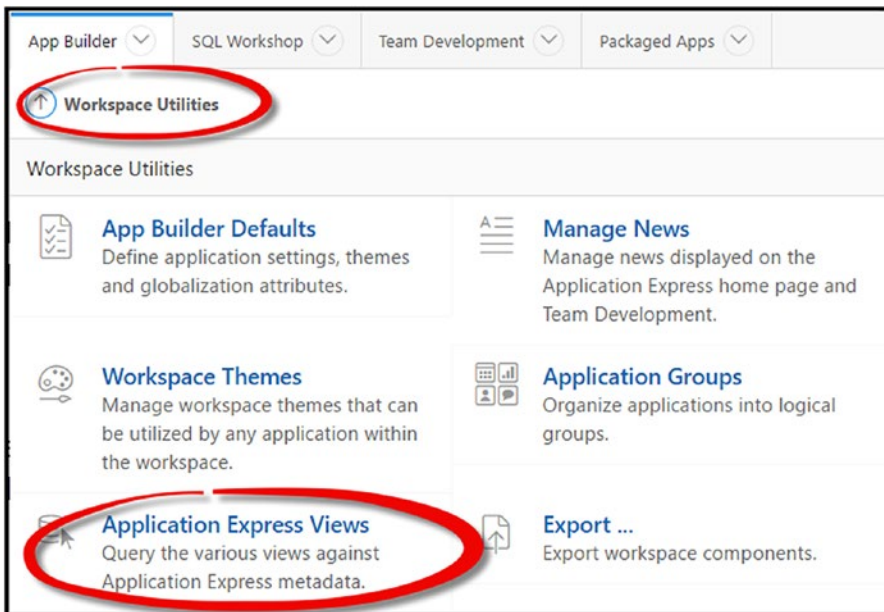 App Builder SQL Workshop Team Development Packaged Apps
Workspace Utilities
Workspace Utilities
App Builder Defaults
Define application settings, themes
and globalization attributes.
Manage News
Manage news displayed on the
Application Express home page and
Team Development.
Workspace Themes
Manage workspace themes that can
be utilized by any application within
the workspace.
Application Groups
Organize applications into logical
groups.
Application Express Views
Query the various views against
Application Express metadata.
Export ...
Export workspace components.